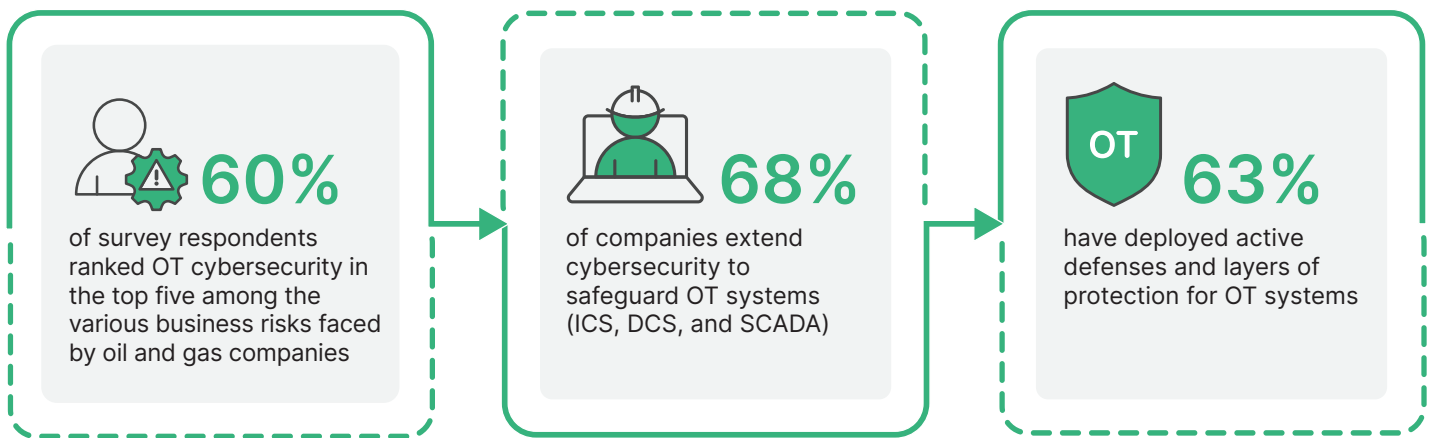 60%
of survey respondents
ranked OT cybersecurity in
the top five among the
various business risks faced
by oil and gas companies
68%
of companies extend
cybersecurity to
safeguard OT systems
(ICS, DCS, and SCADA)
OT
63%
have deployed active
defenses and layers of
protection for OT systems